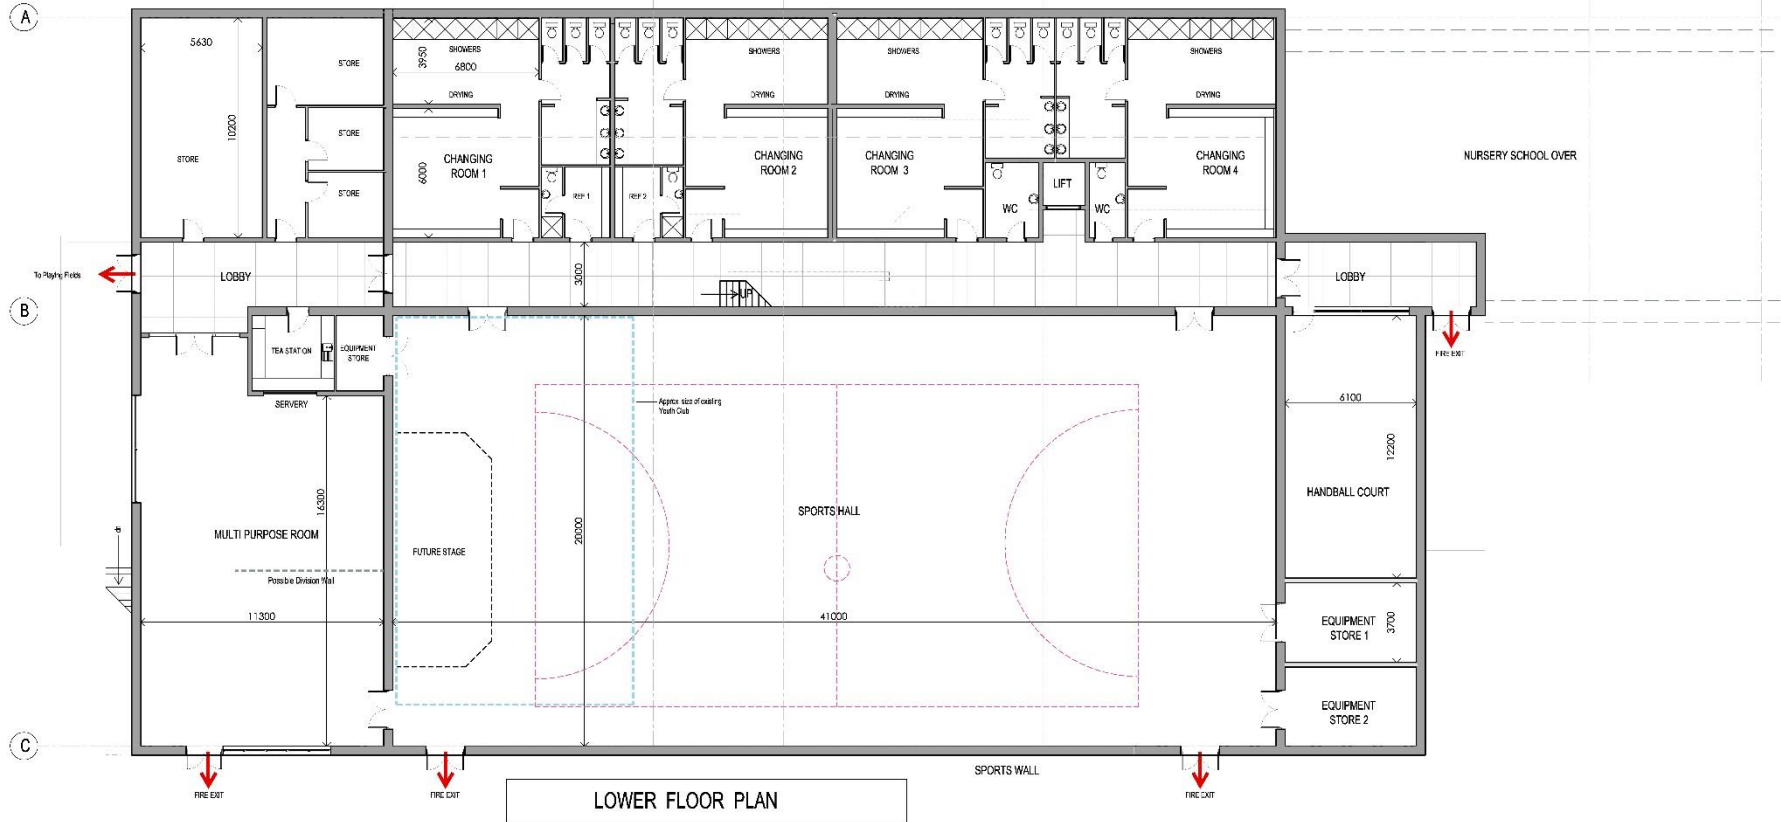 A
5630
10200
STORE
STORE
STORE
STORE
3950
SHOWERS
6800
DRYING
6000
CHANGING
ROOM 1
REF 1
REF 2
SHOWERS
DRYING
CHANGING
ROOM 2
SHOWERS
DRYING
CHANGING
ROOM 3
WC
LIFT
WC
SHOWERS
DRYING
CHANGING
ROOM 4
NURSERY SCHOOL OVER
To Playing Fields
LOBBY
3000
UP
LOBBY
B
TEA STATION
EQUIPMENT
STORE
FIRE EXIT
SERVERY
Approx size of existing
Youth Club
6100
12200
HANDBALL COURT
16300
MULTI PURPOSE ROOM
FUTURE STAGE
20000
SPORTS HALL
Possible Division Wall
11300
41000
EQUIPMENT
STORE 1
3700
EQUIPMENT
STORE 2
C
FIRE EXIT
FIRE EXIT
FIRE EXIT
SPORTS WALL
LOWER FLOOR PLAN